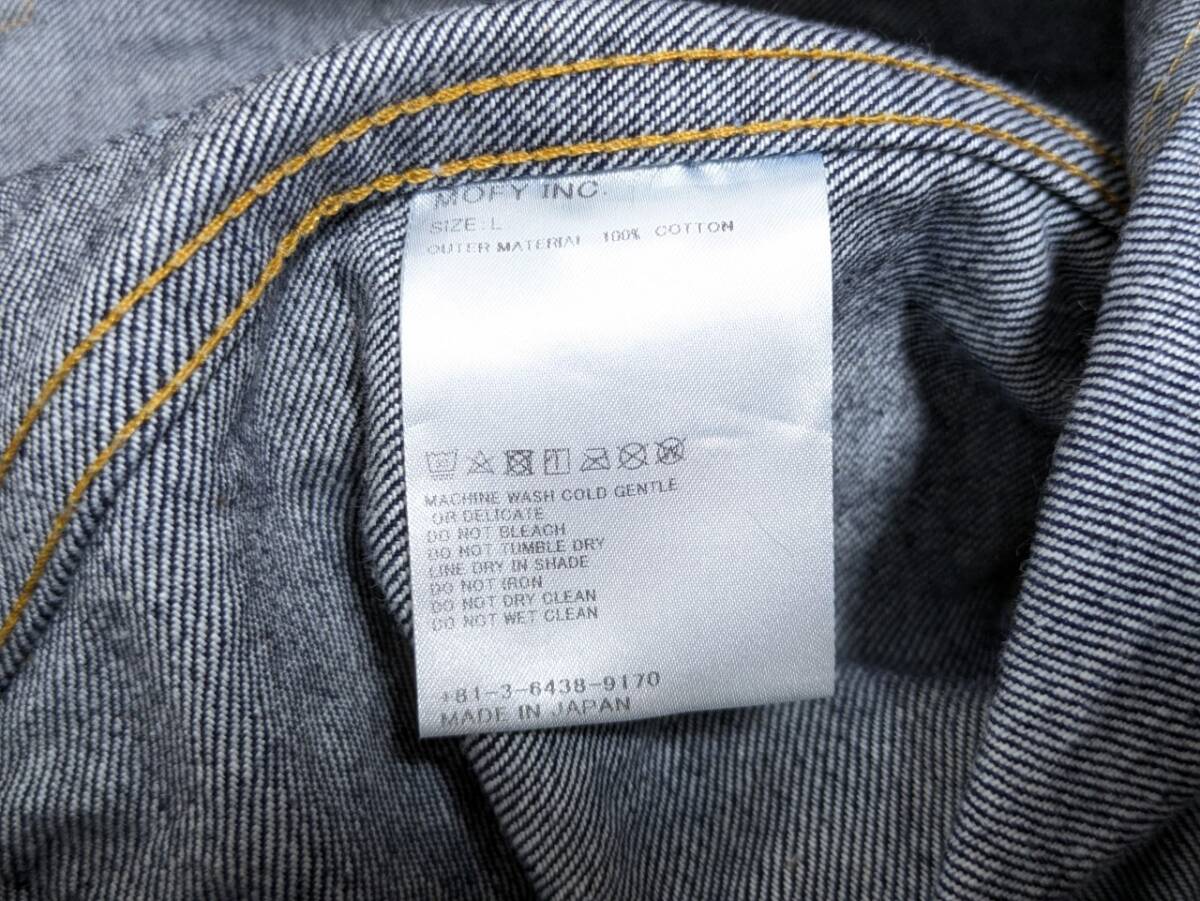 MOFY INC.
SIZE:L
OUTER MATERIAL 100% COTTON
MACHINE WASH COLD GENTLE
OR DELICATE
DO NOT BLEACH
DO NOT TUMBLE DRY
LINE DRY IN SHADE
DO NOT IRON
DO NOT DRY CLEAN
DO NOT WET CLEAN
+81-3-6438-9170
MADE IN JAPAN